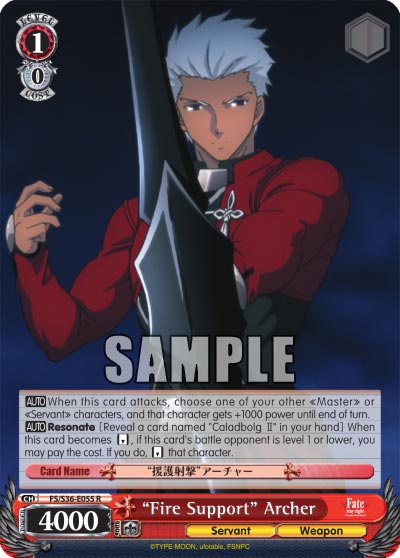 LEVEL
1
0
COST
SAMPLE
AUTO When this card attacks, choose one of your other «Master» or
«Servant» characters, and that character gets +1000 power until end of turn.
AUTO Resonate [Reveal a card named "Caladbolg Ⅱ" in your hand] When
this card becomes , if this card's battle opponent is level 1 or lower, you
may pay the cost. If you do, that character.
Card Name
"援護射撃"アーチャー
CH FS/S36-E055 R
POWER 4000 SOUL
"Fire Support" Archer
Servant
Weapon
Fate
stay night
©TYPE-MOON, ufotable, FSNPC